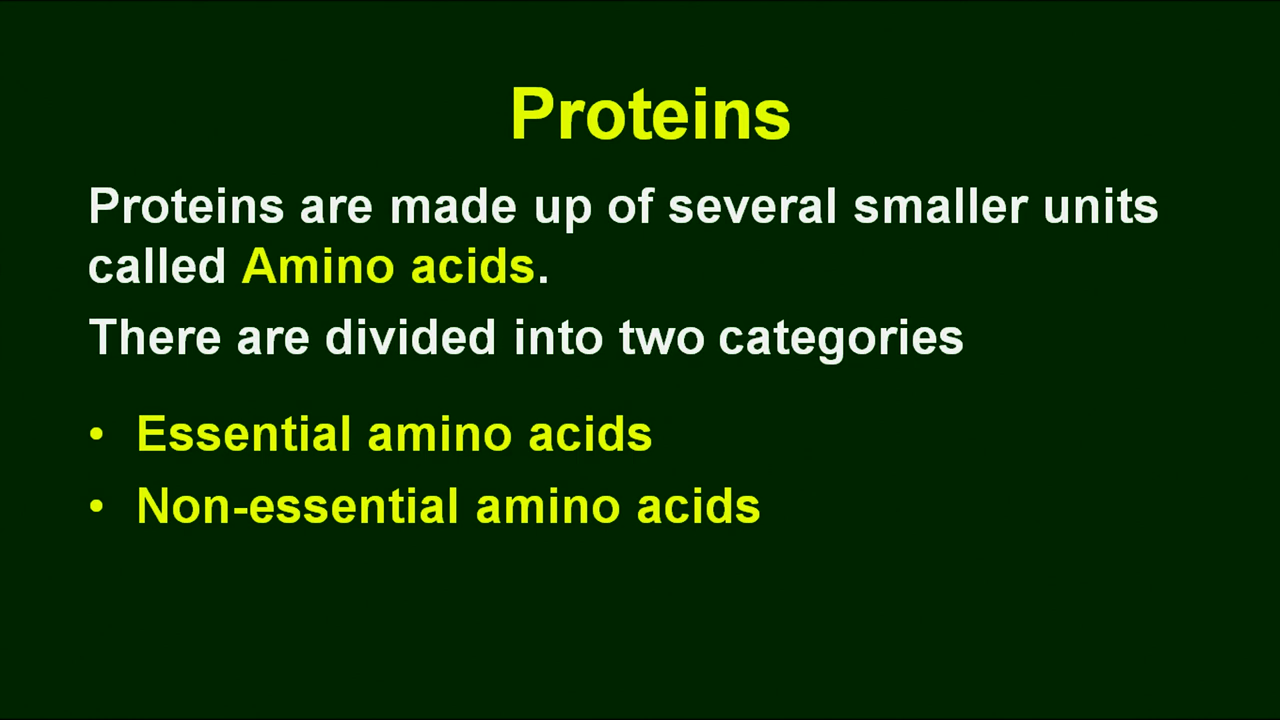 Proteins
Proteins are made up of several smaller units
called Amino acids.
There are divided into two categories
• Essential amino acids
• Non-essential amino acids